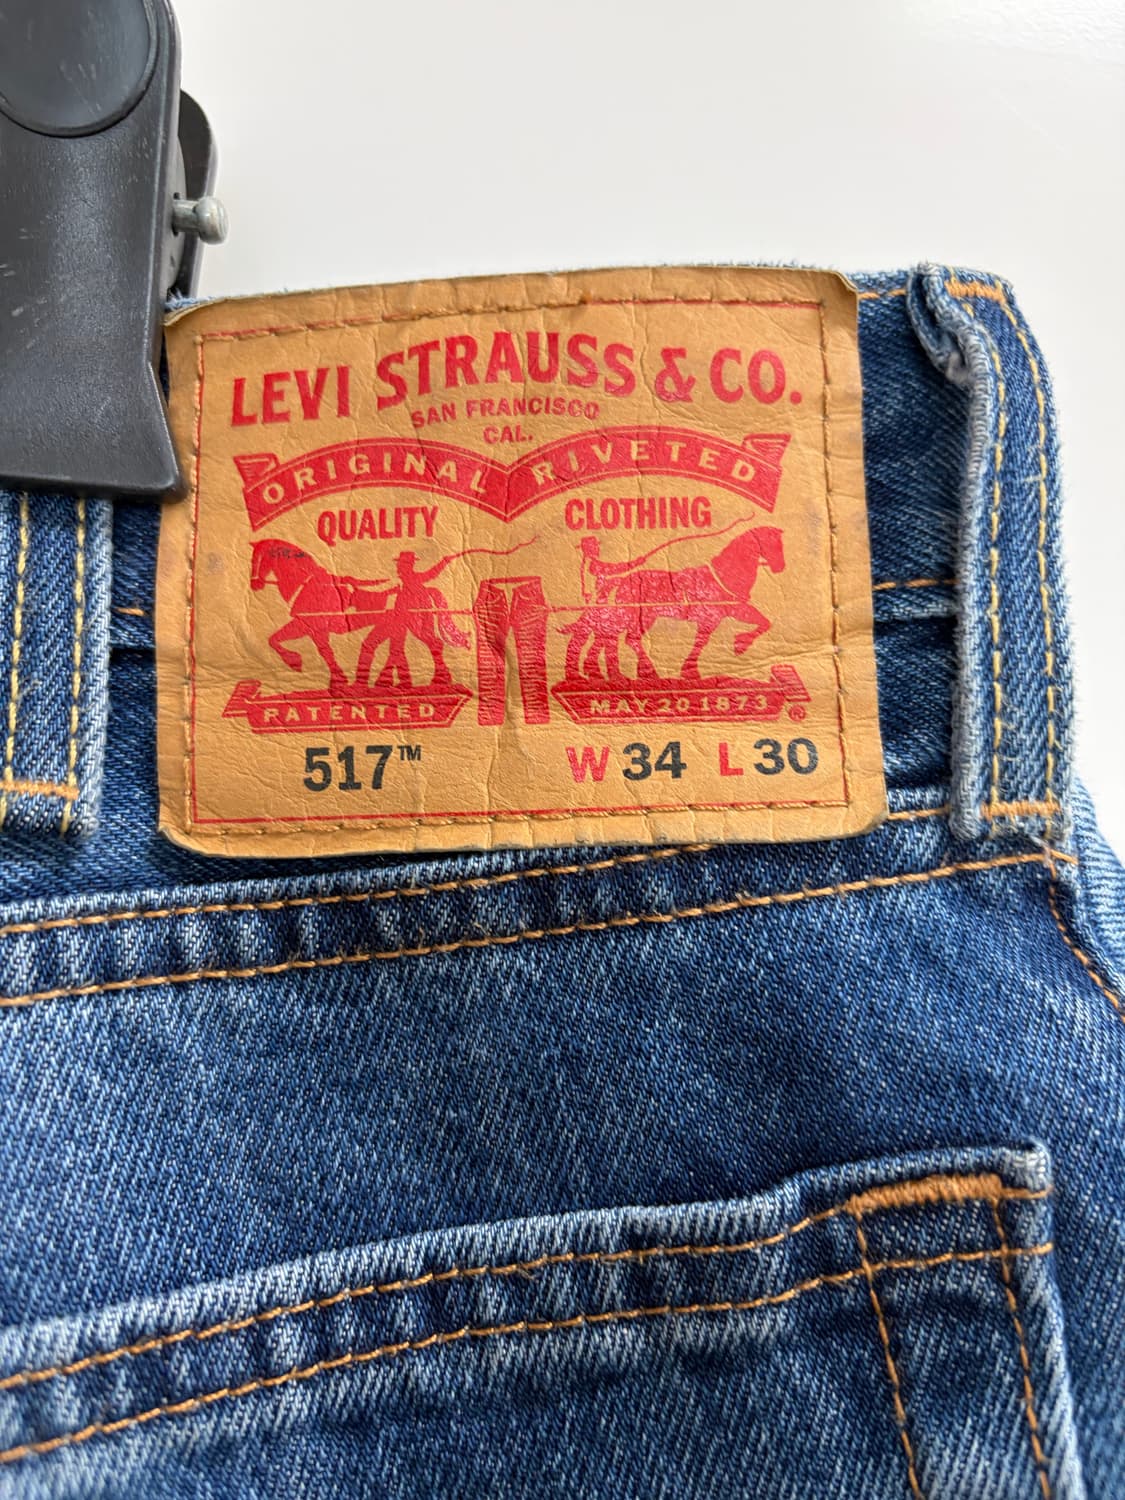 LEVI STRAUSS & CO.
SAN FRANCISCO
CAL.
ORIGINAL RIVETED
QUALITY CLOTHING
PATENTED MAY 20 1873 ®
517™ W 34 L 30